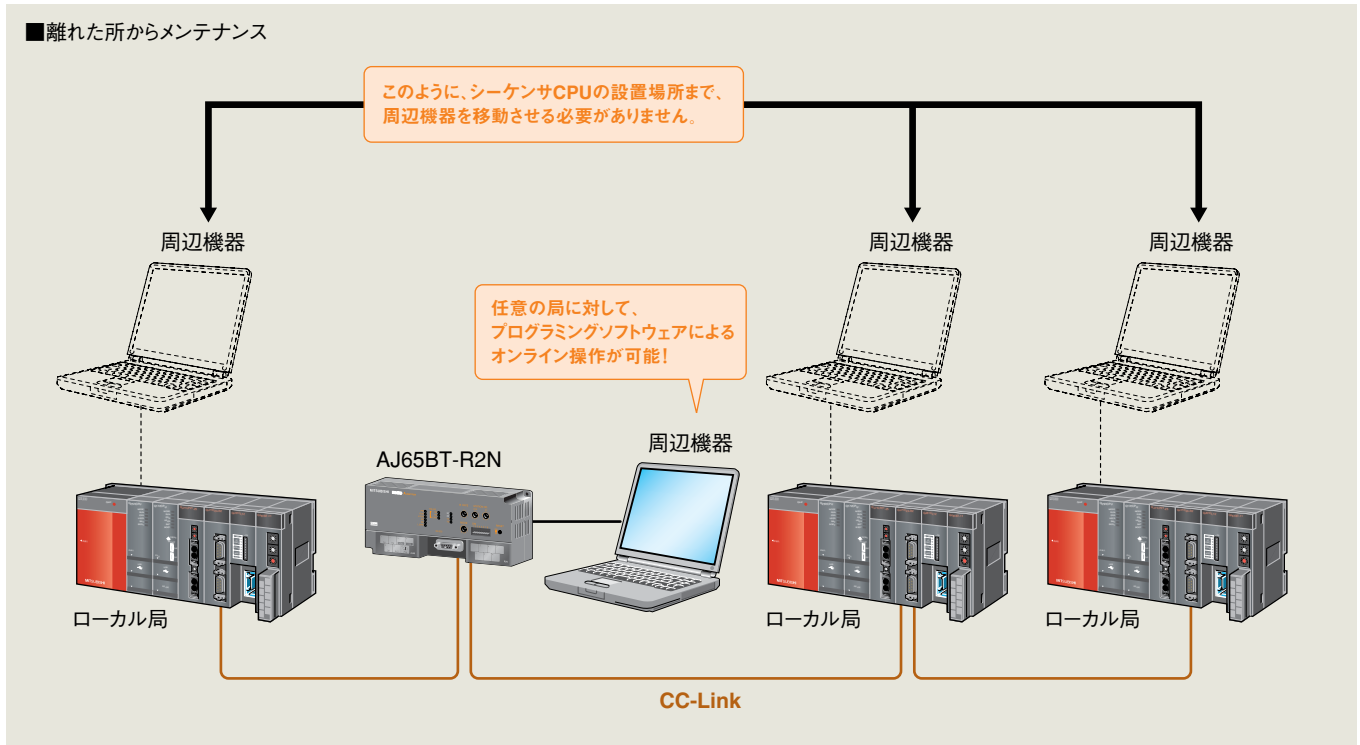 ■離れた所からメンテナンス
このように、シーケンサCPUの設置場所まで、
周辺機器を移動させる必要がありません。
周辺機器
周辺機器
周辺機器
任意の局に対して、
プログラミングソフトウェアによる
オンライン操作が可能!
周辺機器
AJ65BT-R2N
MITSUBISHI
MITSUBISHI
MITSUBISHI
MITSUBISHI
ローカル局
ローカル局
ローカル局
CC-Link